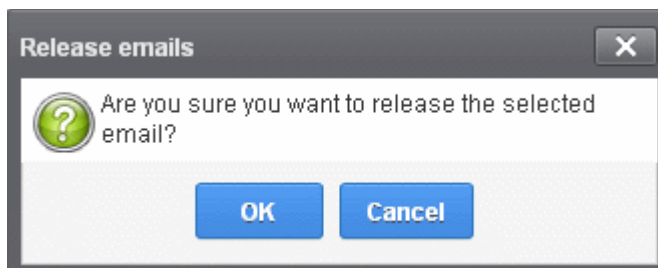 Release emails
Are you sure you want to release the selected
email?
OK
Cancel